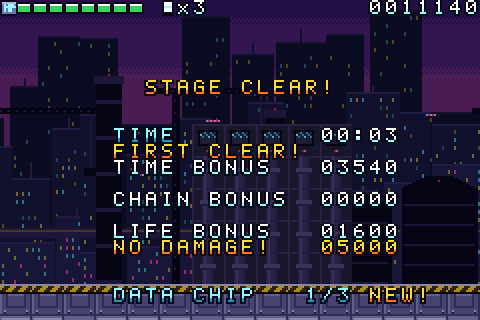 x3 0011140
STAGE CLEAR!
TIME 00:03
FIRST CLEAR!
TIME BONUS 03540
CHAIN BONUS 00000
LIFE BONUS 01600
NO DAMAGE! 05000
DATA CHIP 1/3 NEW!